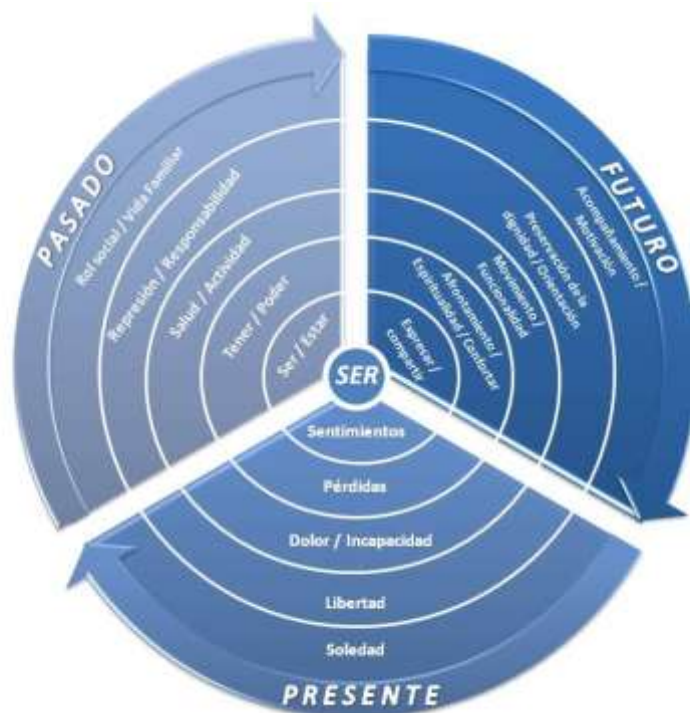 PASADO
Rol social / Vida Familiar
Represión / Responsabilidad
Salud / Actividad
Tener / Poder
Ser / Estar
FUTURO
Acompañamiento /
Motivación
Preservación de la
dignidad / Orientación
Movimiento /
Funcionalidad
Afrontamiento /
Espiritualidad / Confortar
Expresar /
compartir
SER
Sentimientos
Pérdidas
Dolor / Incapacidad
Libertad
Soledad
PRESENTE